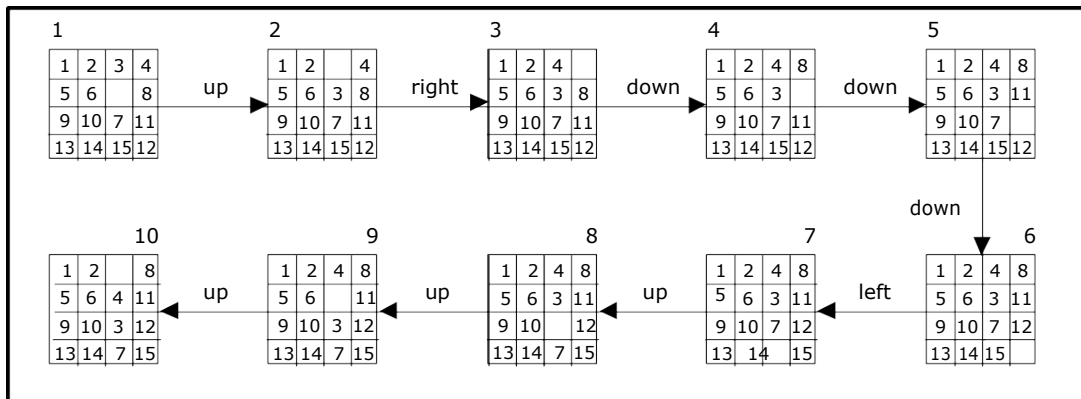 1 2 3 4 5
1 2 3 4
5 6 8
9 10 7 11
13 14 15 12
up
1 2 4
5 6 3 8
9 10 7 11
13 14 15 12
right
1 2 4
5 6 3 8
9 10 7 11
13 14 15 12
down
1 2 4 8
5 6 3
9 10 7 11
13 14 15 12
down
1 2 4 8
5 6 3 11
9 10 7
13 14 15 12
down
10 9 8 7 6
1 2 8
5 6 4 11
9 10 3 12
13 14 7 15
up
1 2 4 8
5 6 11
9 10 3 12
13 14 7 15
up
1 2 4 8
5 6 3 11
9 10 12
13 14 7 15
up
1 2 4 8
5 6 3 11
9 10 7 12
13 14 15
left
1 2 4 8
5 6 3 11
9 10 7 12
13 14 15